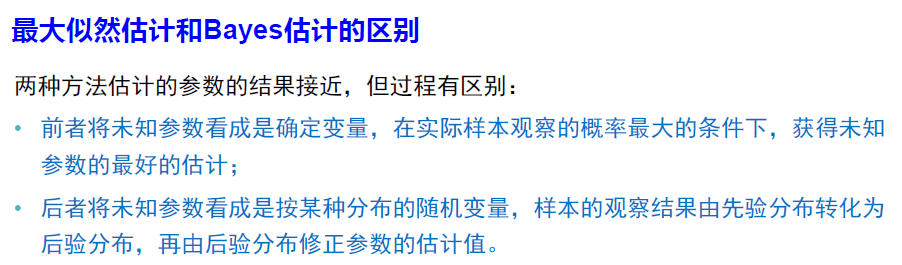 最大似然估计和Bayes估计的区别
两种方法估计的参数的结果接近，但过程有区别：
• 前者将未知参数看成是确定变量，在实际样本观察的概率最大的条件下，获得未知
参数的最好的估计；
• 后者将未知参数看成是按某种分布的随机变量，样本的观察结果由先验分布转化为
后验分布，再由后验分布修正参数的估计值。